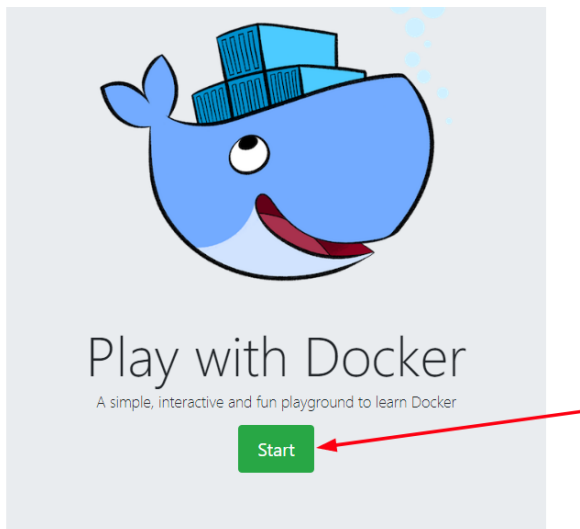 Play with Docker
A simple, interactive and fun playground to learn Docker
Start